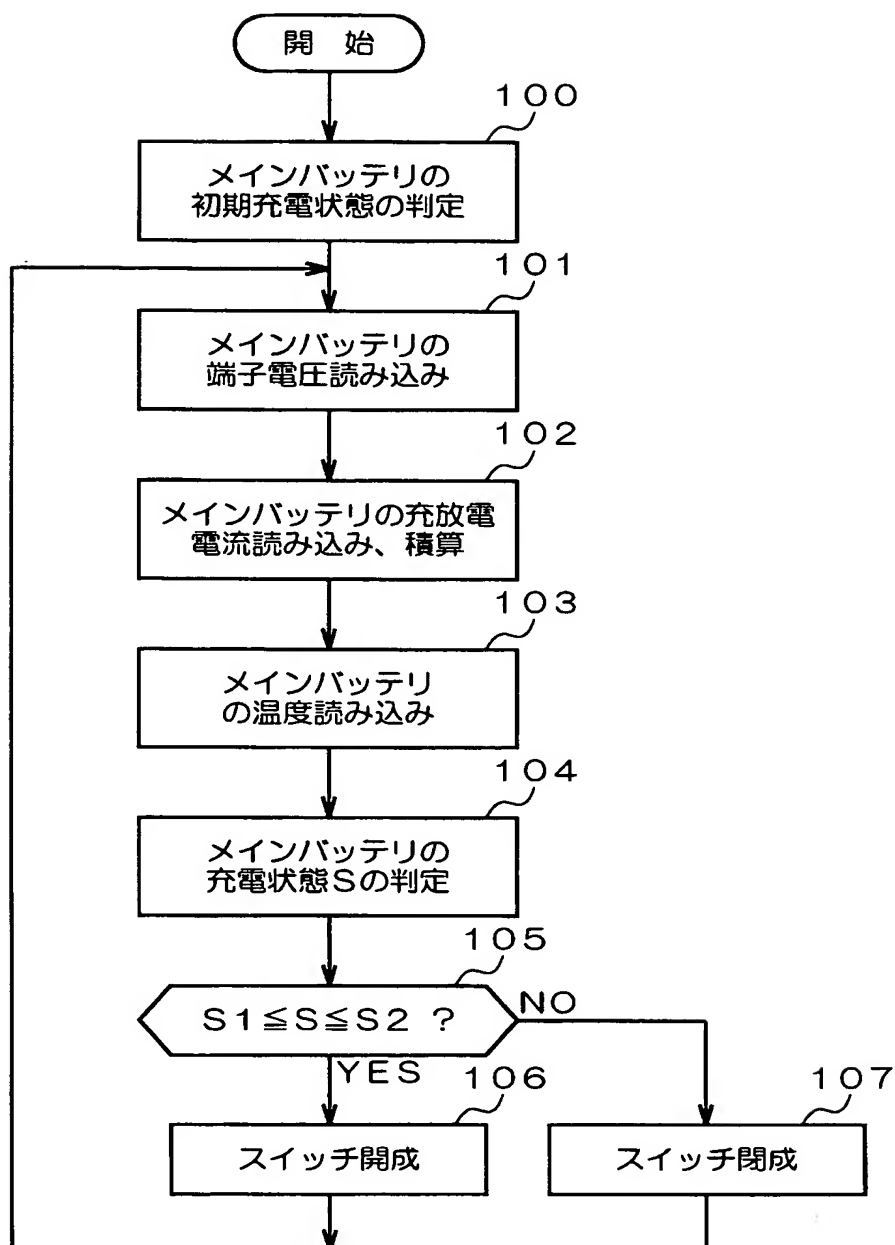 開 始
100
メインバッテリの
初期充電状態の判定
101
メインバッテリの
端子電圧読み込み
102
メインバッテリの充放電
電流読み込み、積算
103
メインバッテリ
の温度読み込み
104
メインバッテリの
充電状態Sの判定
105
S1≦S≦S2 ?
NO
YES
106
スイッチ開成
107
スイッチ閉成